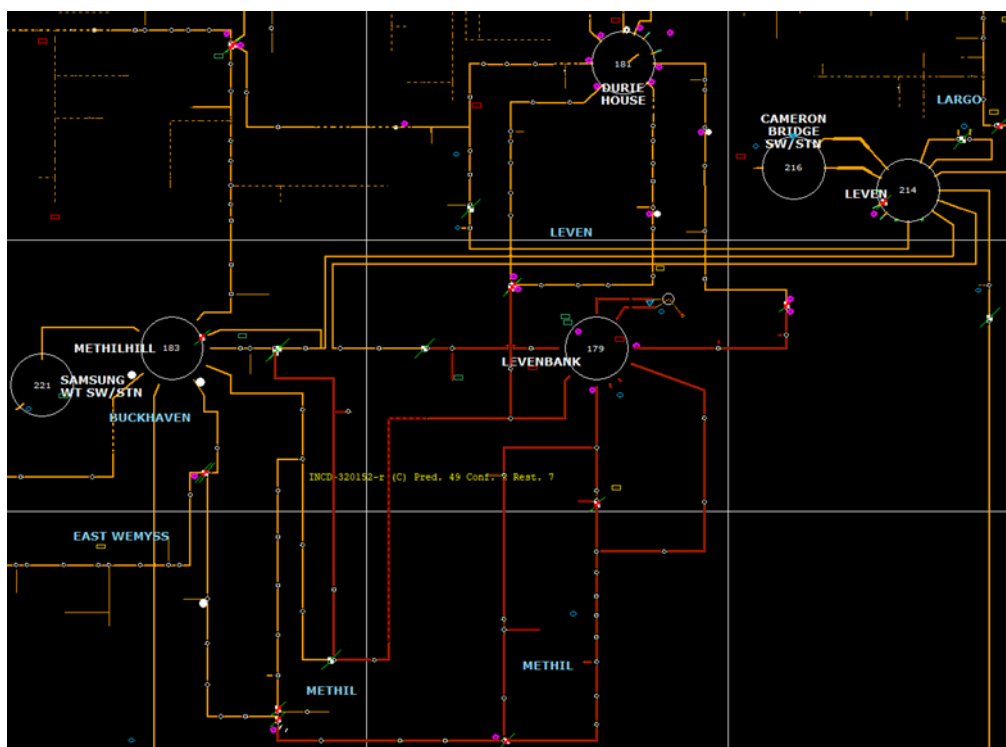 181
DURIE
HOUSE
LARGO
CAMERON
BRIDGE
SW/STN
216
LEVEN
214
LEVEN
METHILHILL
183
LEVENBANK
179
221
SAMSUNG
WT SW/STN
BUCKHAVEN
INCD-320152-r (C) Pred. 49 Conf. 2 Rest. 7
EAST WEMYSS
METHIL
METHIL